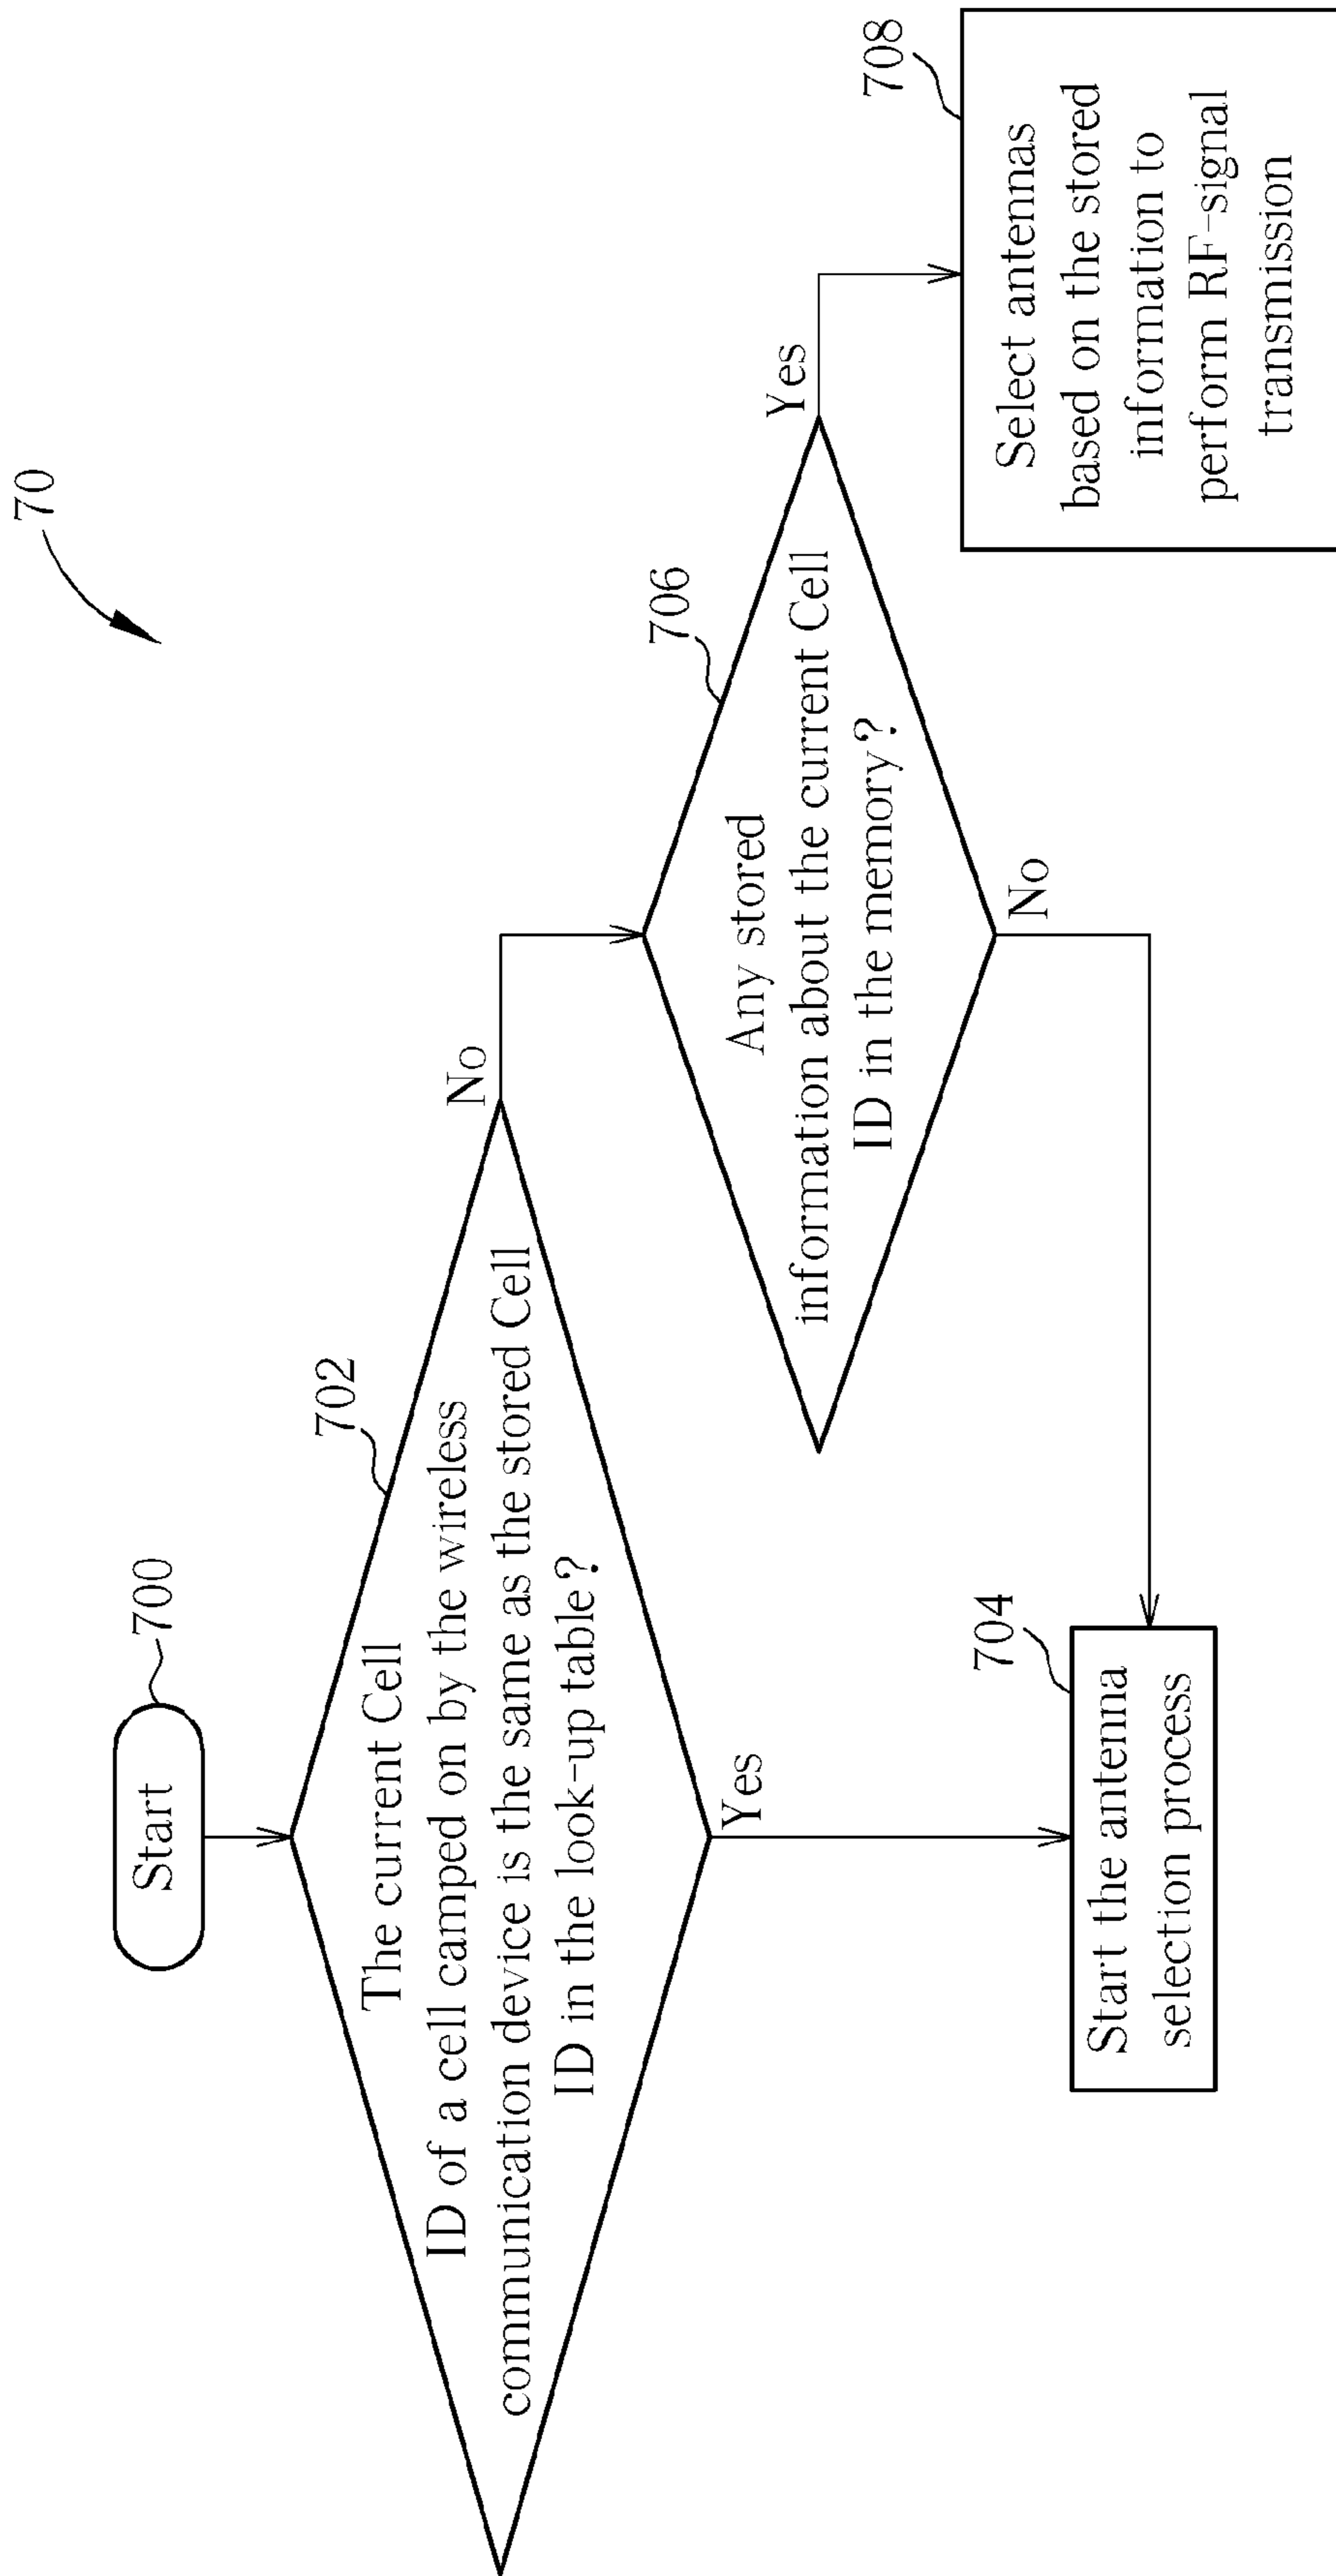 70
Start
700
The current Cell
ID of a cell camped on by the wireless
communication device is the same as the stored Cell
ID in the look-up table?
702
No
Yes
Any stored
information about the current Cell
ID in the memory?
706
Yes
No
Start the antenna
selection process
704
Select antennas
based on the stored
information to
perform RF-signal
transmission
708